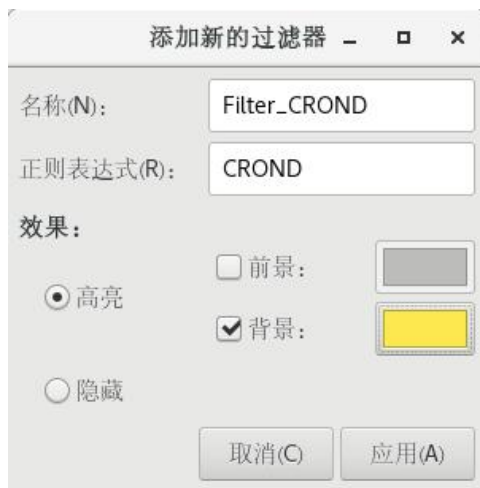 添加新的过滤器
名称(N)： Filter_CROND
正则表达式(R)： CROND
效果：
前景：
高亮
背景：
隐藏
取消(C) 应用(A)